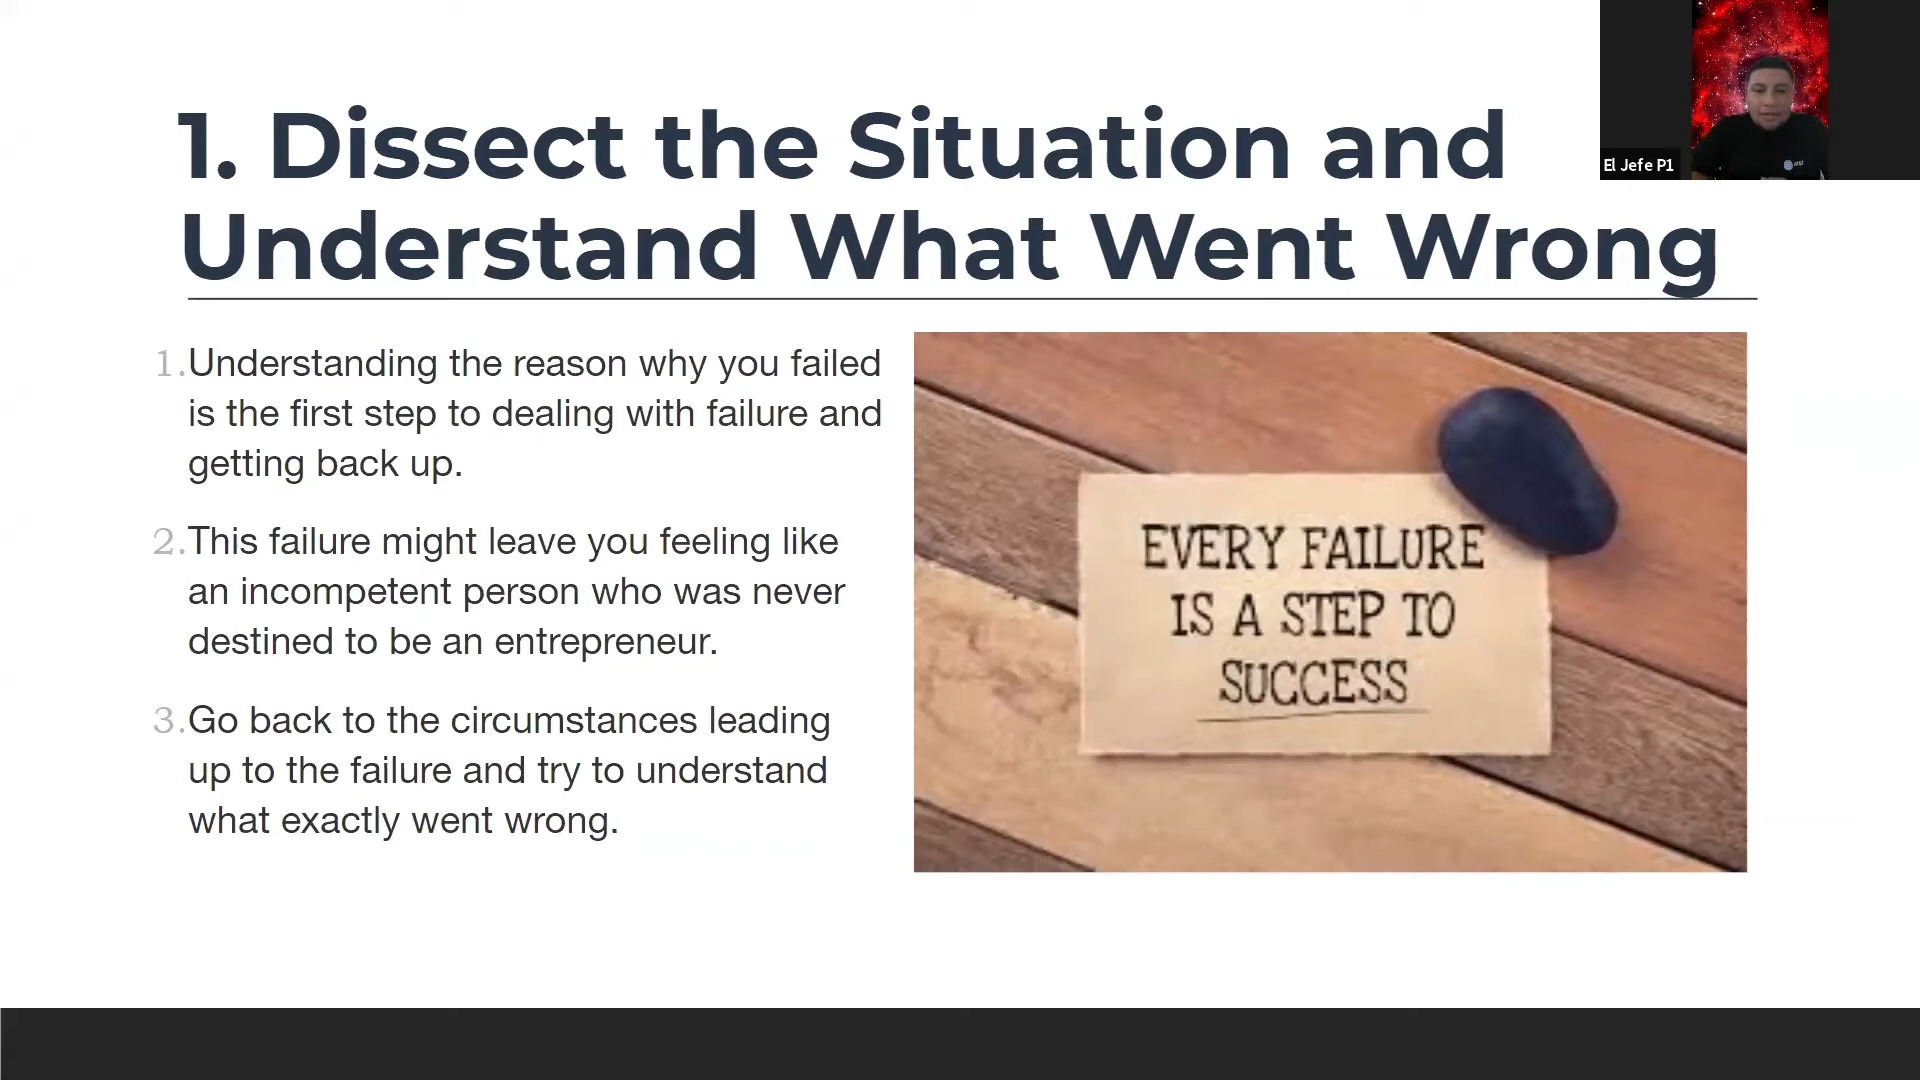 1. Dissect the Situation and
Understand What Went Wrong
El Jefe P1
1. Understanding the reason why you failed
is the first step to dealing with failure and
getting back up.
2. This failure might leave you feeling like
an incompetent person who was never
destined to be an entrepreneur.
3. Go back to the circumstances leading
up to the failure and try to understand
what exactly went wrong.
EVERY FAILURE
IS A STEP TO
SUCCESS